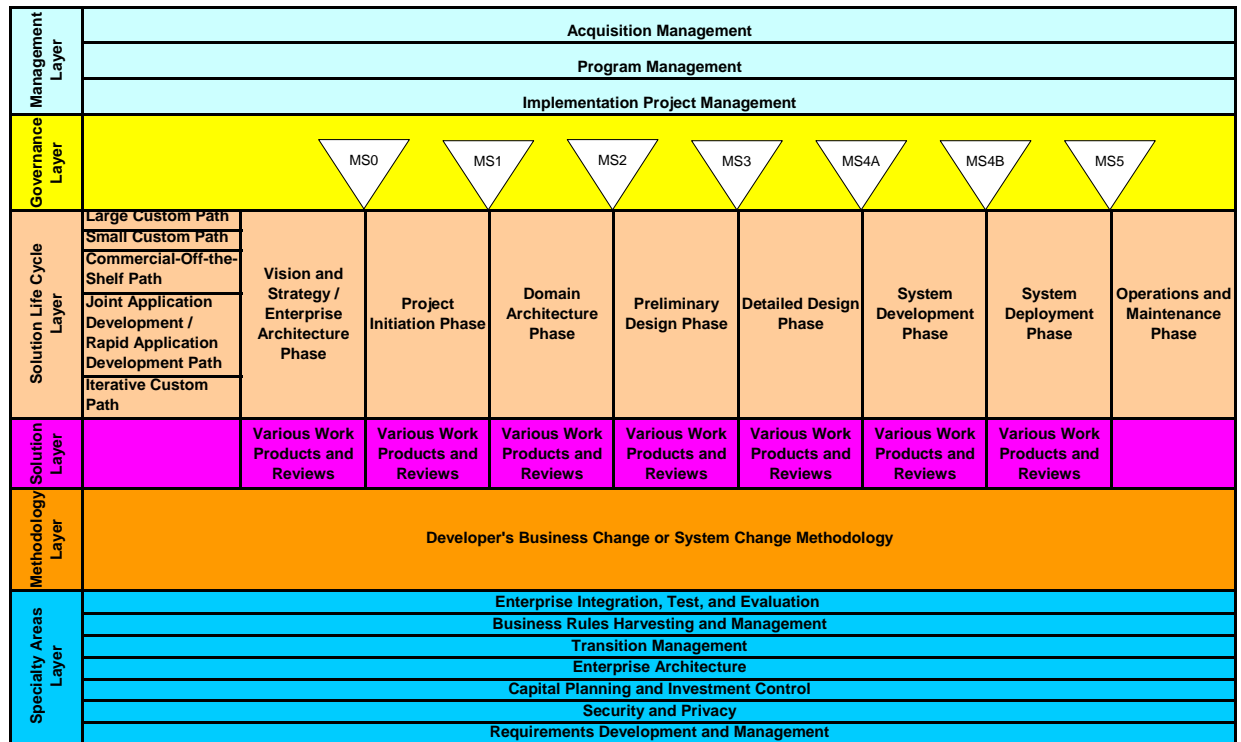 Management
Layer
Acquisition Management
Program Management
Implementation Project Management
Governance
Layer
MS0
MS1
MS2
MS3
MS4A
MS4B
MS5
Solution Life Cycle
Layer
Large Custom Path
Small Custom Path
Commercial-Off-the-
Shelf Path
Joint Application
Development /
Rapid Application
Development Path
Iterative Custom
Path
Vision and
Strategy /
Enterprise
Architecture
Phase
Project
Initiation Phase
Domain
Architecture
Phase
Preliminary
Design Phase
Detailed Design
Phase
System
Development
Phase
System
Deployment
Phase
Operations and
Maintenance
Phase
Solution
Layer
Various Work
Products and
Reviews
Various Work
Products and
Reviews
Various Work
Products and
Reviews
Various Work
Products and
Reviews
Various Work
Products and
Reviews
Various Work
Products and
Reviews
Various Work
Products and
Reviews
Methodology
Layer
Developer's Business Change or System Change Methodology
Specialty Areas
Layer
Enterprise Integration, Test, and Evaluation
Business Rules Harvesting and Management
Transition Management
Enterprise Architecture
Capital Planning and Investment Control
Security and Privacy
Requirements Development and Management